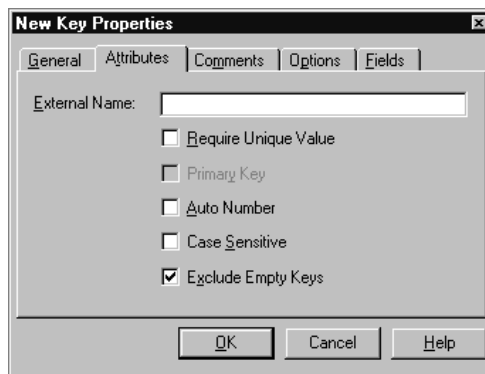 New Key Properties
General Attributes Comments Options Fields
External Name:
Require Unique Value
Primary Key
Auto Number
Case Sensitive
Exclude Empty Keys
OK Cancel Help